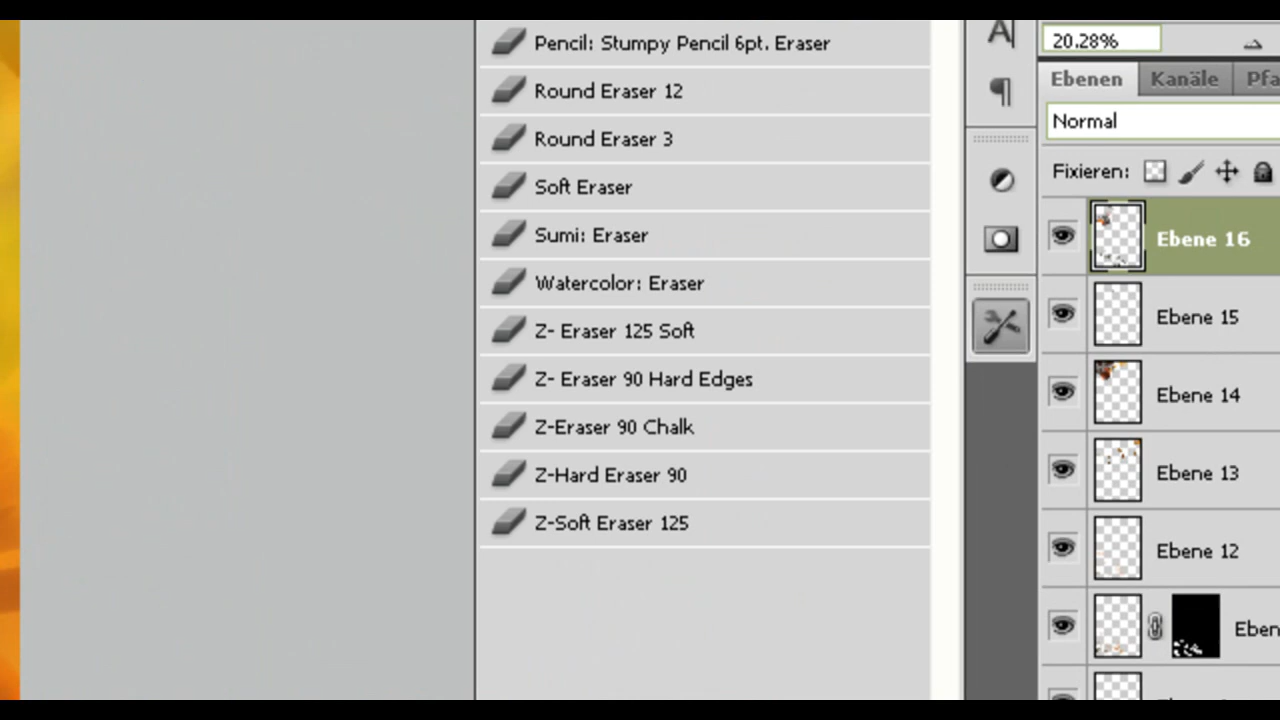 Pencil: Stumpy Pencil 6pt. Eraser
Round Eraser 12
Round Eraser 3
Soft Eraser
Sumi: Eraser
Watercolor: Eraser
Z- Eraser 125 Soft
Z- Eraser 90 Hard Edges
Z-Eraser 90 Chalk
Z-Hard Eraser 90
Z-Soft Eraser 125
A
20.28%
Ebenen Kanäle Pfa
Normal
Fixieren:
Ebene 16
Ebene 15
Ebene 14
Ebene 13
Ebene 12
Eben